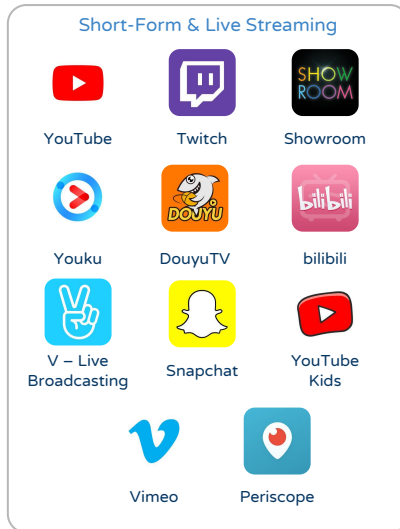 Short-Form & Live Streaming
SHOW
ROOM
YouTube
Twitch
Showroom
DOUYU
bilibili
Youku
DouyuTV
bilibili
V – Live
Broadcasting
Snapchat
YouTube
Kids
Vimeo
Periscope